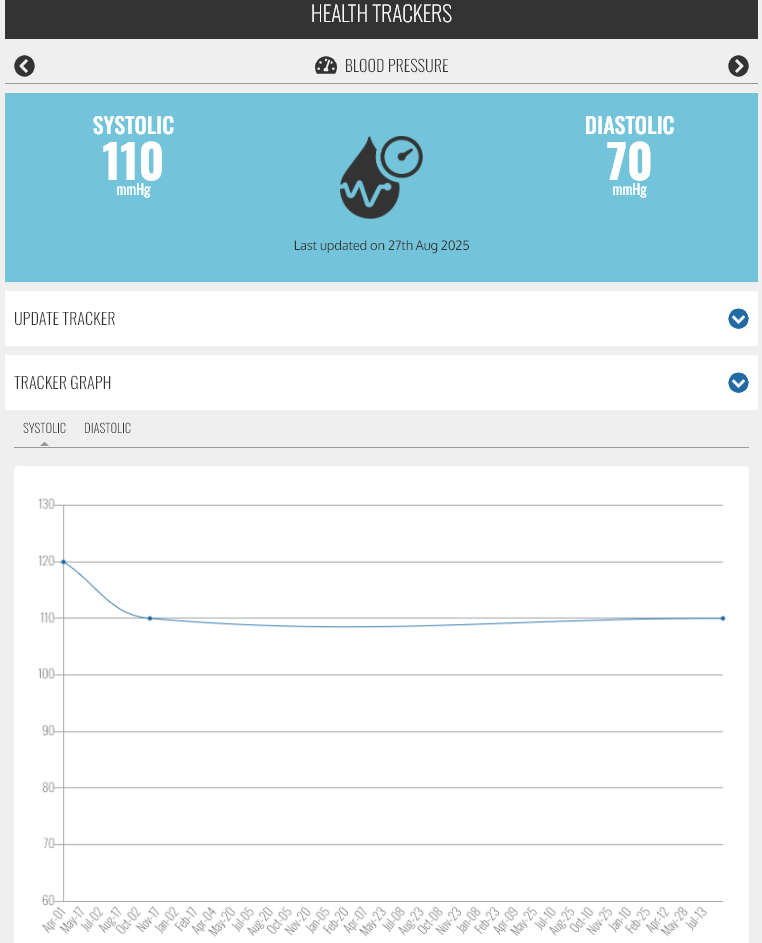 HEALTH TRACKERS
BLOOD PRESSURE
SYSTOLIC
110
mmHg
DIASTOLIC
70
mmHg
Last updated on 27th Aug 2025
UPDATE TRACKER
TRACKER GRAPH
SYSTOLIC DIASTOLIC
130
120
110
100
90
80
70
60
Apr-01 May-17 Jul-02 Aug-17 Oct-02 Nov-17 Jan-02 Feb-17 Apr-04 May-20 Jul-05 Aug-20 Oct-05 Nov-20 Jan-05 Feb-20 Apr-07 May-23 Jul-08 Aug-23 Oct-08 Nov-23 Jan-08 Feb-23 Apr-09 May-25 Jul-10 Aug-25 Oct-10 Nov-25 Jan-10 Feb-25 Apr-12 May-28 Jul-13